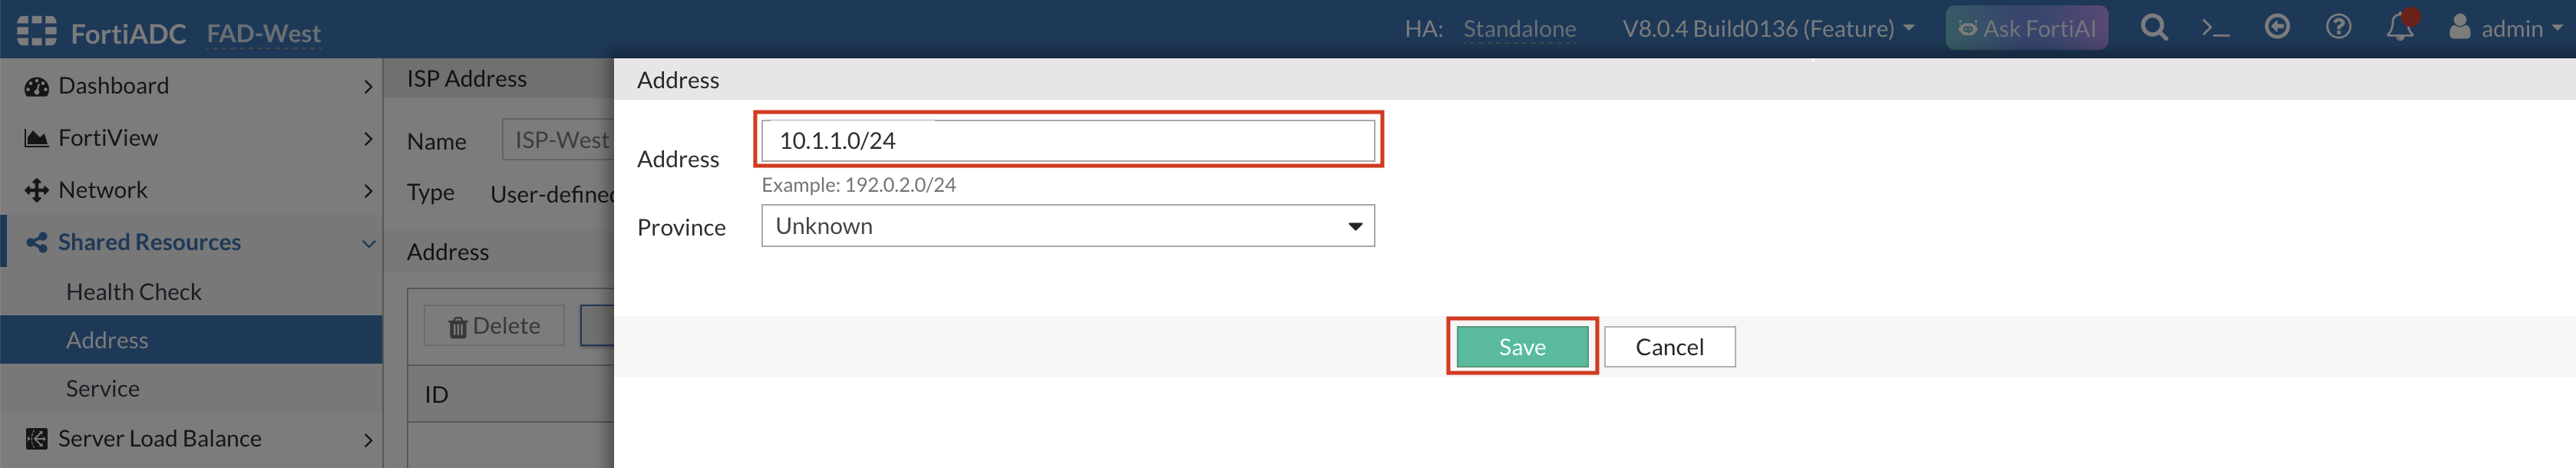 FortiADC FAD-West HA: Standalone V8.0.4 Build0136 (Feature) Ask FortiAI admin
Dashboard
FortiView
Network
Shared Resources
Health Check
Address
Service
Server Load Balance
ISP Address
Name ISP-West
Type User-defined
Address
Delete
ID
Address
Address 10.1.1.0/24
Example: 192.0.2.0/24
Province Unknown
Save Cancel